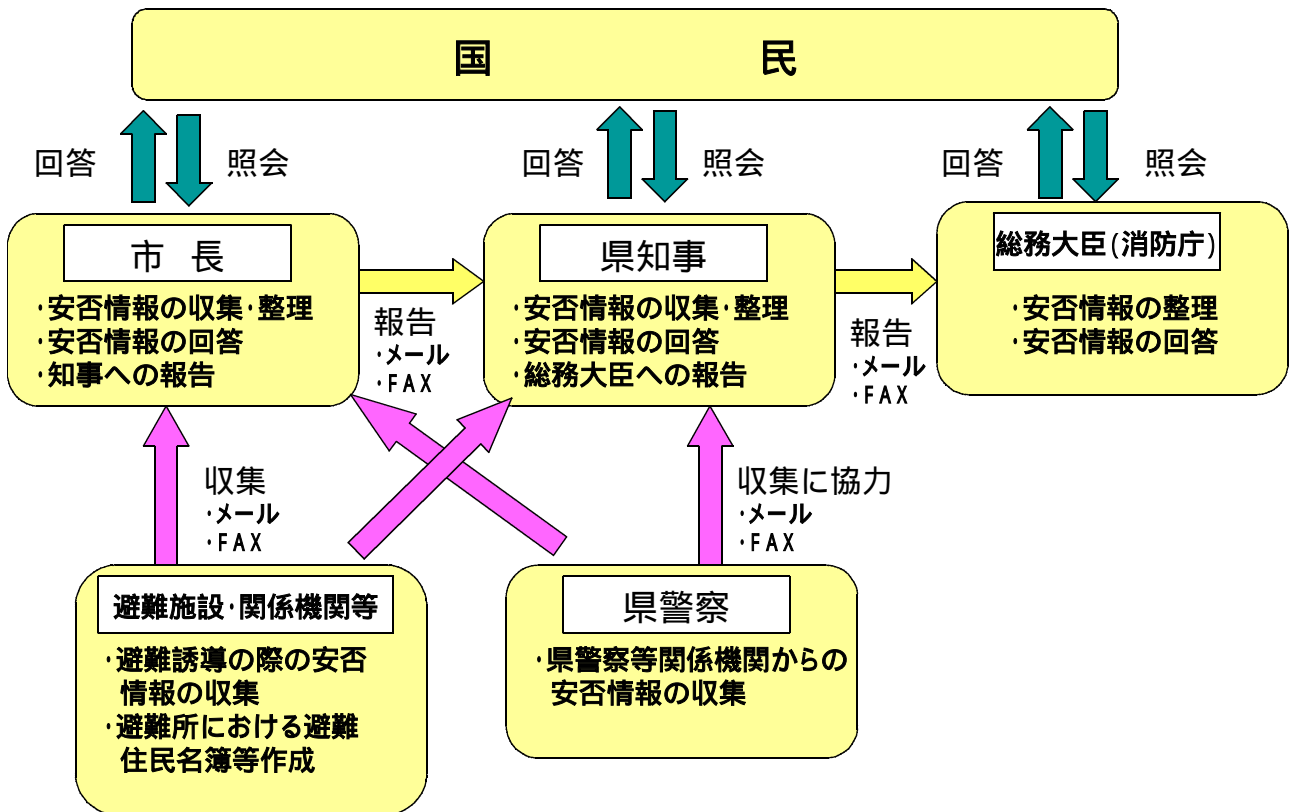 国　　　民
回答
照会
回答
照会
回答
照会
市　長
・安否情報の収集・整理
・安否情報の回答
・知事への報告
報告
・メール
・FAX
県知事
・安否情報の収集・整理
・安否情報の回答
・総務大臣への報告
報告
・メール
・FAX
総務大臣(消防庁)
・安否情報の整理
・安否情報の回答
収集
・メール
・FAX
収集に協力
・メール
・FAX
避難施設・関係機関等
・避難誘導の際の安否
情報の収集
・避難所における避難
住民名簿等作成
県警察
・県警察等関係機関からの
安否情報の収集